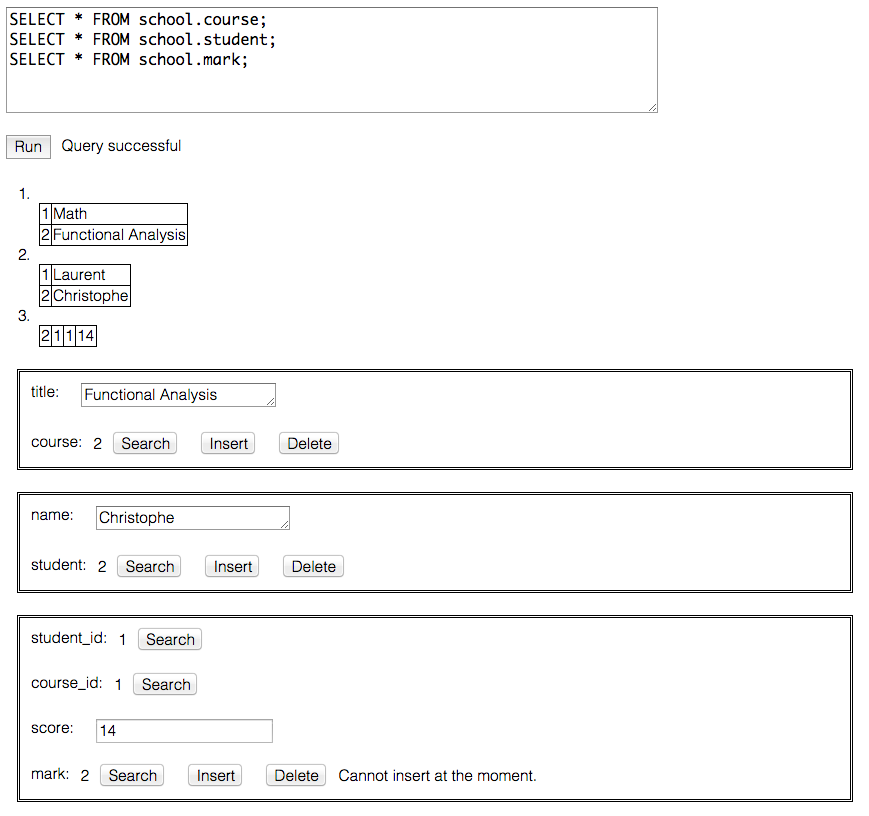 SELECT * FROM school.course;
SELECT * FROM school.student;
SELECT * FROM school.mark;
Run Query successful
1.
1 Math
2 Functional Analysis
2.
1 Laurent
2 Christophe
3.
2 1 1 14
title: Functional Analysis
course: 2 Search Insert Delete
name: Christophe
student: 2 Search Insert Delete
student_id: 1 Search
course_id: 1 Search
score: 14
mark: 2 Search Insert Delete Cannot insert at the moment.